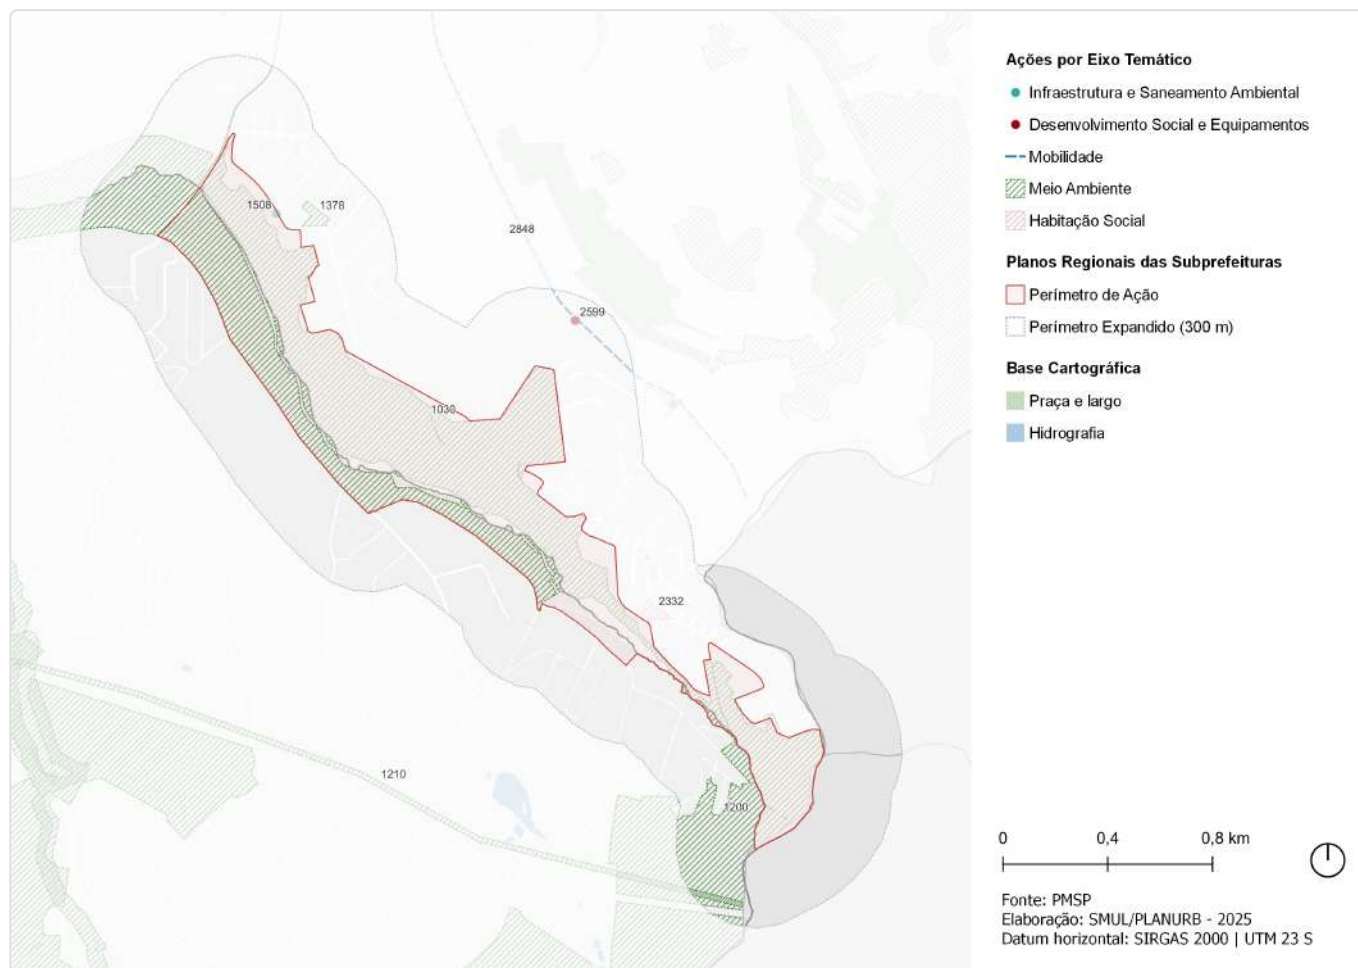 Ações por Eixo Temático
Infraestrutura e Saneamento Ambiental
Desenvolvimento Social e Equipamentos
Mobilidade
Meio Ambiente
Habitação Social
Planos Regionais das Subprefeituras
Perímetro de Ação
Perímetro Expandido (300 m)
Base Cartográfica
Praça e largo
Hidrografia
1508
1378
2848
2599
1030
2332
1210
1200
0 0,4 0,8 km
Fonte: PMSP
Elaboração: SMUL/PLANURB - 2025
Datum horizontal: SIRGAS 2000 | UTM 23 S